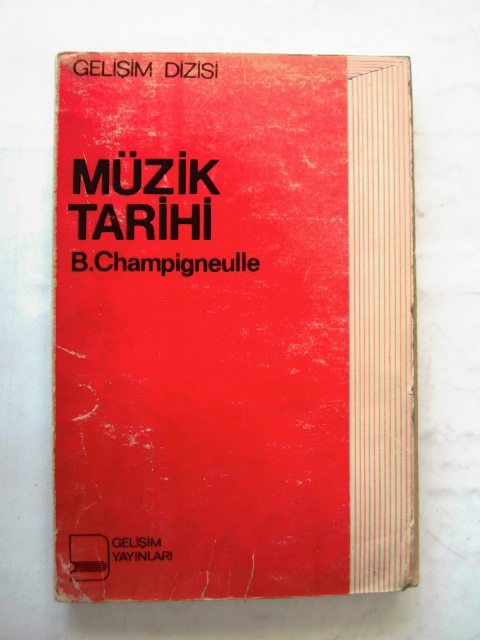 GELİŞİM DİZİSİ
MÜZİK
TARİHİ
B.Champigneulle
GELİŞİM
YAYINLARI